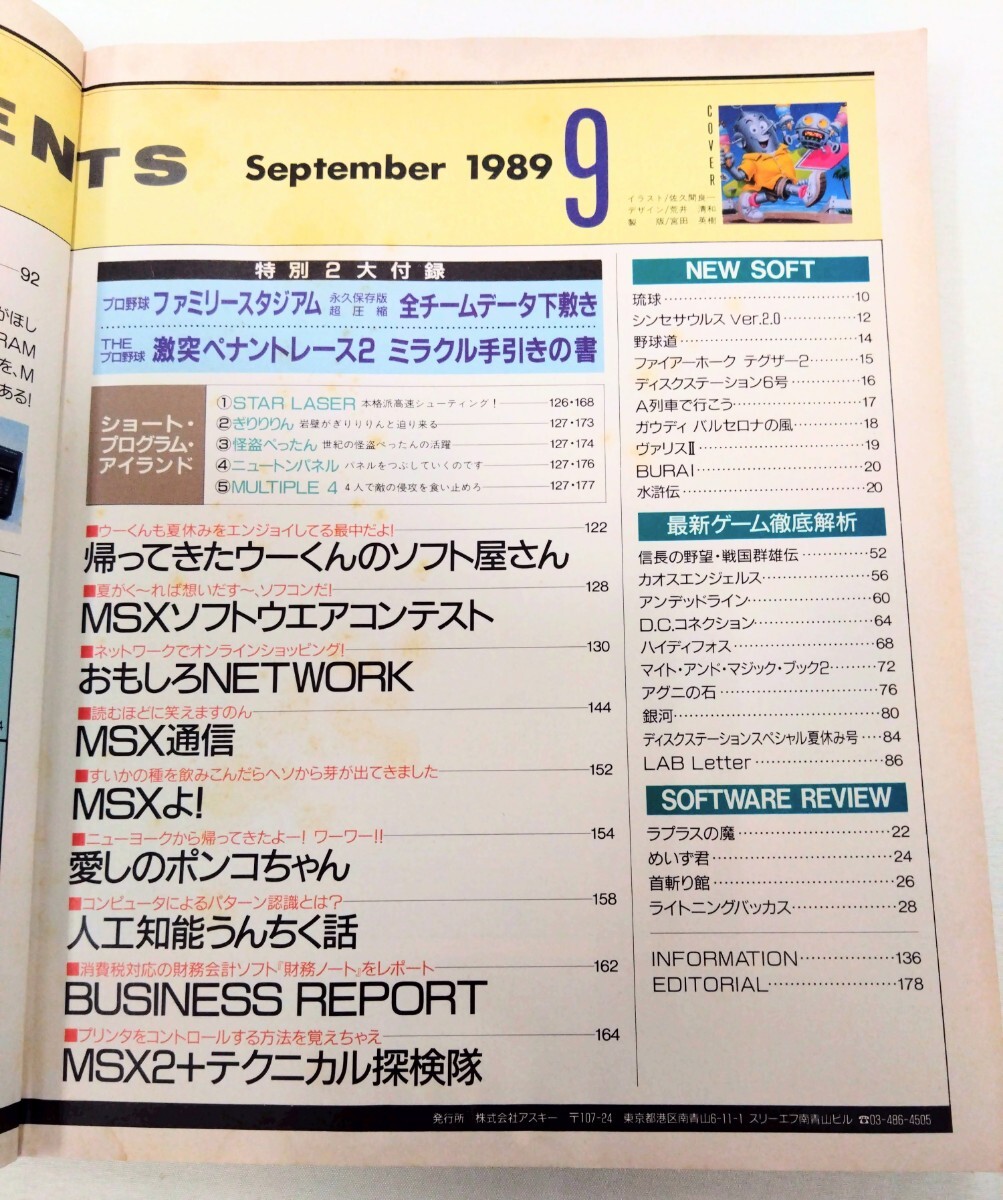 ENTS
September 1989 9
COVER
イラスト/佐久間良一
デザイン/荒井 清和
製 版/宮田 英樹
92
がほし
RAM
を、M
ある!
特別2大付録
プロ野球 ファミリースタジアム 永久保存版 超圧縮 全チームデータ下敷き
THE プロ野球 激突ペナントレース2 ミラクル手引きの書
ショート・
プログラム・
アイランド
①STAR LASER 本格派高速シューティング! 126・168
②ぎりりりん 岩壁がぎりりりんと迫り来る 127・173
③怪盗ぺったん 世紀の怪盗ぺったんの活躍 127・174
④ニュートンパネル パネルをつぶしていくのです 127・176
⑤MULTIPLE 4 4人で敵の侵攻を食い止めろ 127・177
■ウーくんも夏休みをエンジョイしてる最中だよ! 122
帰ってきたウーくんのソフト屋さん
■夏がく〜れば想いだす〜、ソフコンだ! 128
MSXソフトウエアコンテスト
■ネットワークでオンラインショッピング! 130
おもしろNETWORK
■読むほどに笑えますのん 144
MSX通信
■すいかの種を飲みこんだらヘソから芽が出てきました 152
MSXよ!
■ニューヨークから帰ってきたよー! ワーワー!! 154
愛しのポンコちゃん
■コンピュータによるパターン認識とは? 158
人工知能うんちく話
■消費税対応の財務会計ソフト『財務ノート』をレポート 162
BUSINESS REPORT
■プリンタをコントロールする方法を覚えちゃえ 164
MSX2+テクニカル探検隊
NEW SOFT
琉球 10
シンセサウルス ver.2.0 12
野球道 14
ファイアーホーク テグザー2 15
ディスクステーション6号 16
A列車で行こう 17
ガウディ バルセロナの風 18
ヴァリスⅡ 19
BURAI 20
水滸伝 20
最新ゲーム徹底解析
信長の野望・戦国群雄伝 52
カオスエンジェルス 56
アンデッドライン 60
D.C.コネクション 64
ハイディフォス 68
マイト・アンド・マジック・ブック2 72
アグニの石 76
銀河 80
ディスクステーションスペシャル夏休み号 84
LAB Letter 86
SOFTWARE REVIEW
ラプラスの魔 22
めいず君 24
首斬り館 26
ライトニングバッカス 28
INFORMATION 136
EDITORIAL 178
発行所 株式会社アスキー 〒107-24 東京都港区南青山6-11-1 スリーエフ南青山ビル ☎03-486-4505